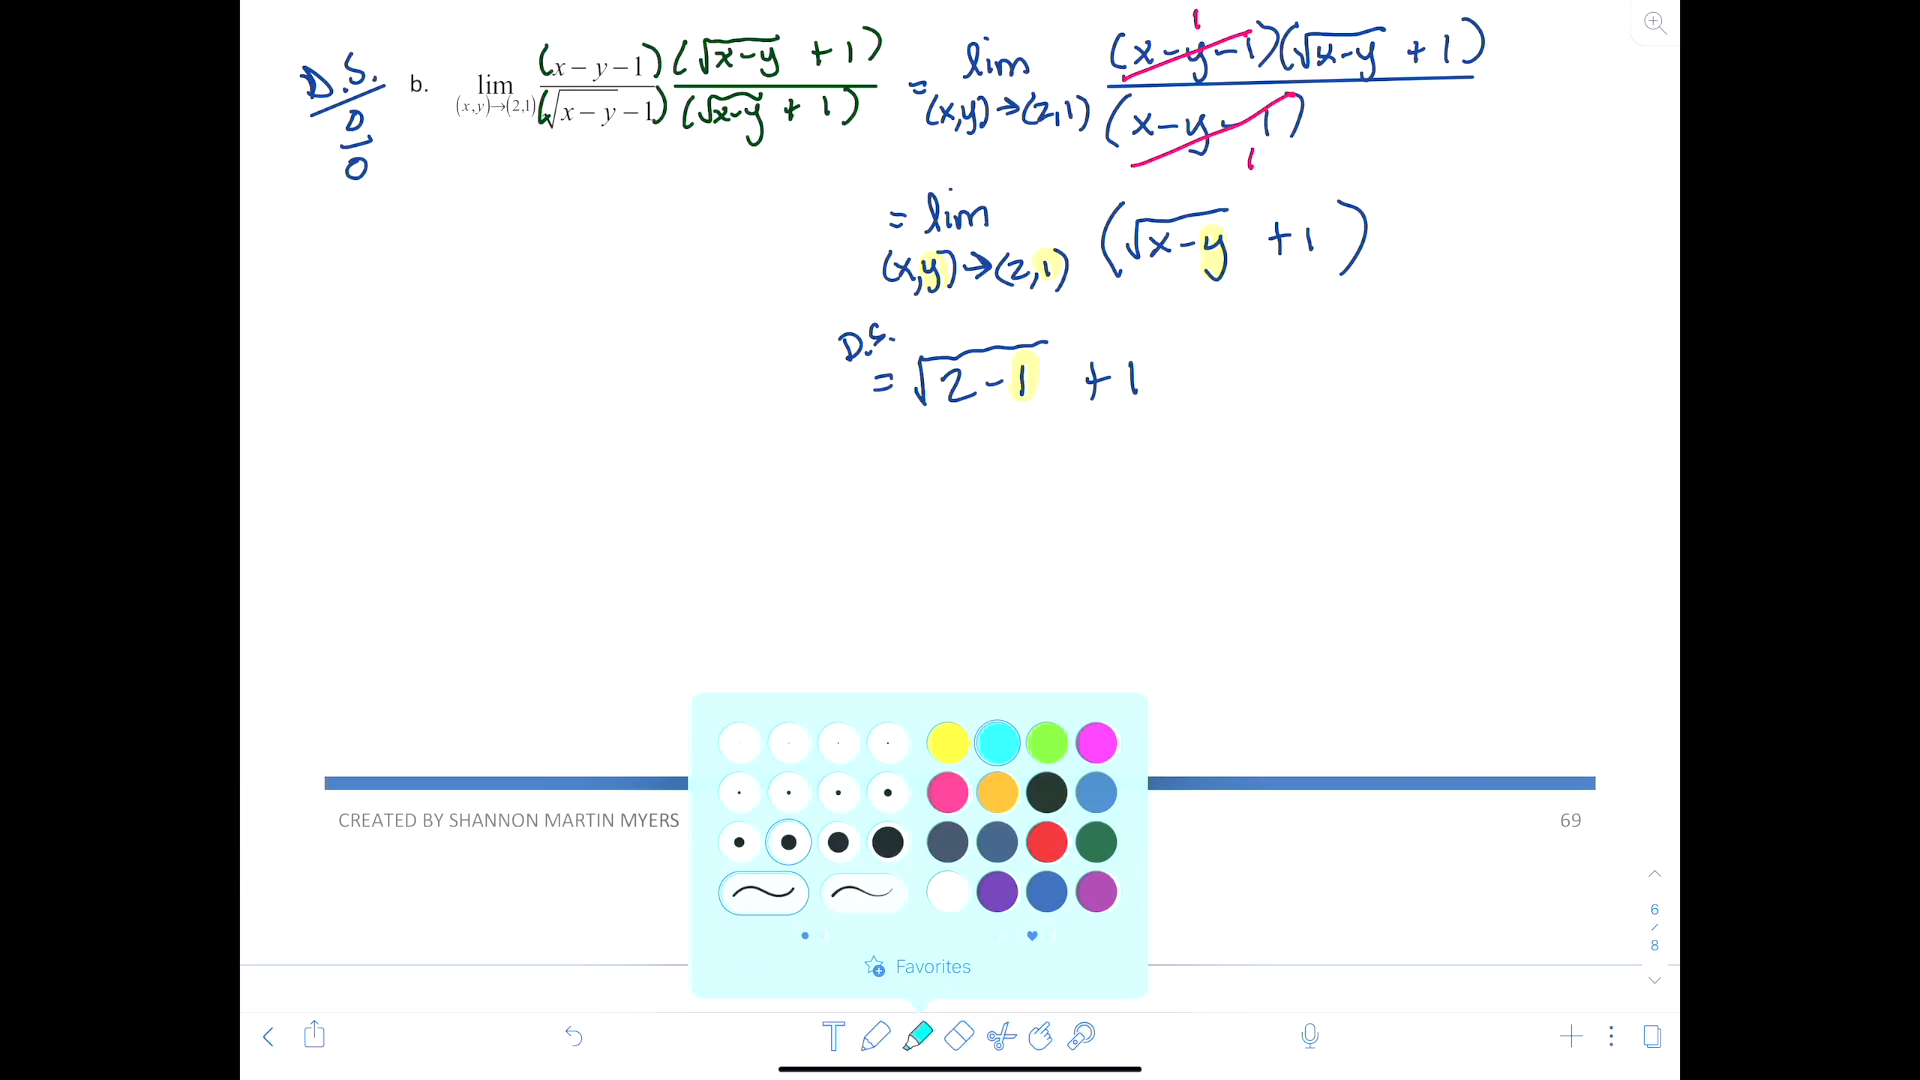 D.S. b. lim (x,y)→(2,1) (x − y − 1)(√x−y + 1) / (√x − y − 1)(√x−y + 1) = lim (x,y)→(2,1) (x−y−1)(√x−y + 1) / (x−y−1) 1 1
0/0
= lim (x,y)→(2,1) (√x−y + 1)
D.S. = √2−1 + 1
CREATED BY SHANNON MARTIN MYERS 69
6
/
8
Favorites
T